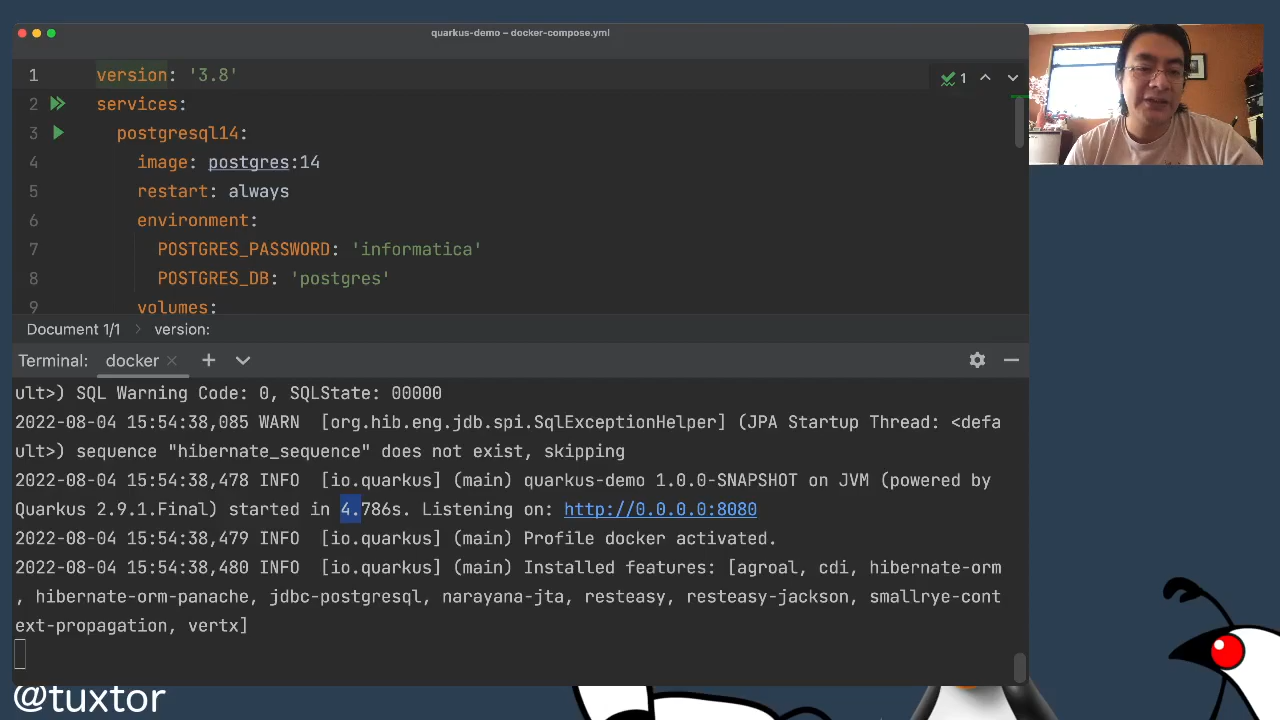 quarkus-demo – docker-compose.yml
1 version: '3.8'
2 services:
3 postgresql14:
4 image: postgres:14
5 restart: always
6 environment:
7 POSTGRES_PASSWORD: 'informatica'
8 POSTGRES_DB: 'postgres'
9 volumes:
1
Document 1/1 version:
Terminal: docker
ult>) SQL Warning Code: 0, SQLState: 00000
2022-08-04 15:54:38,085 WARN [org.hib.eng.jdb.spi.SqlExceptionHelper] (JPA Startup Thread: <defa
ult>) sequence "hibernate_sequence" does not exist, skipping
2022-08-04 15:54:38,478 INFO [io.quarkus] (main) quarkus-demo 1.0.0-SNAPSHOT on JVM (powered by
Quarkus 2.9.1.Final) started in 4.786s. Listening on: http://0.0.0.0:8080
2022-08-04 15:54:38,479 INFO [io.quarkus] (main) Profile docker activated.
2022-08-04 15:54:38,480 INFO [io.quarkus] (main) Installed features: [agroal, cdi, hibernate-orm
, hibernate-orm-panache, jdbc-postgresql, narayana-jta, resteasy, resteasy-jackson, smallrye-cont
ext-propagation, vertx]
@tuxtor